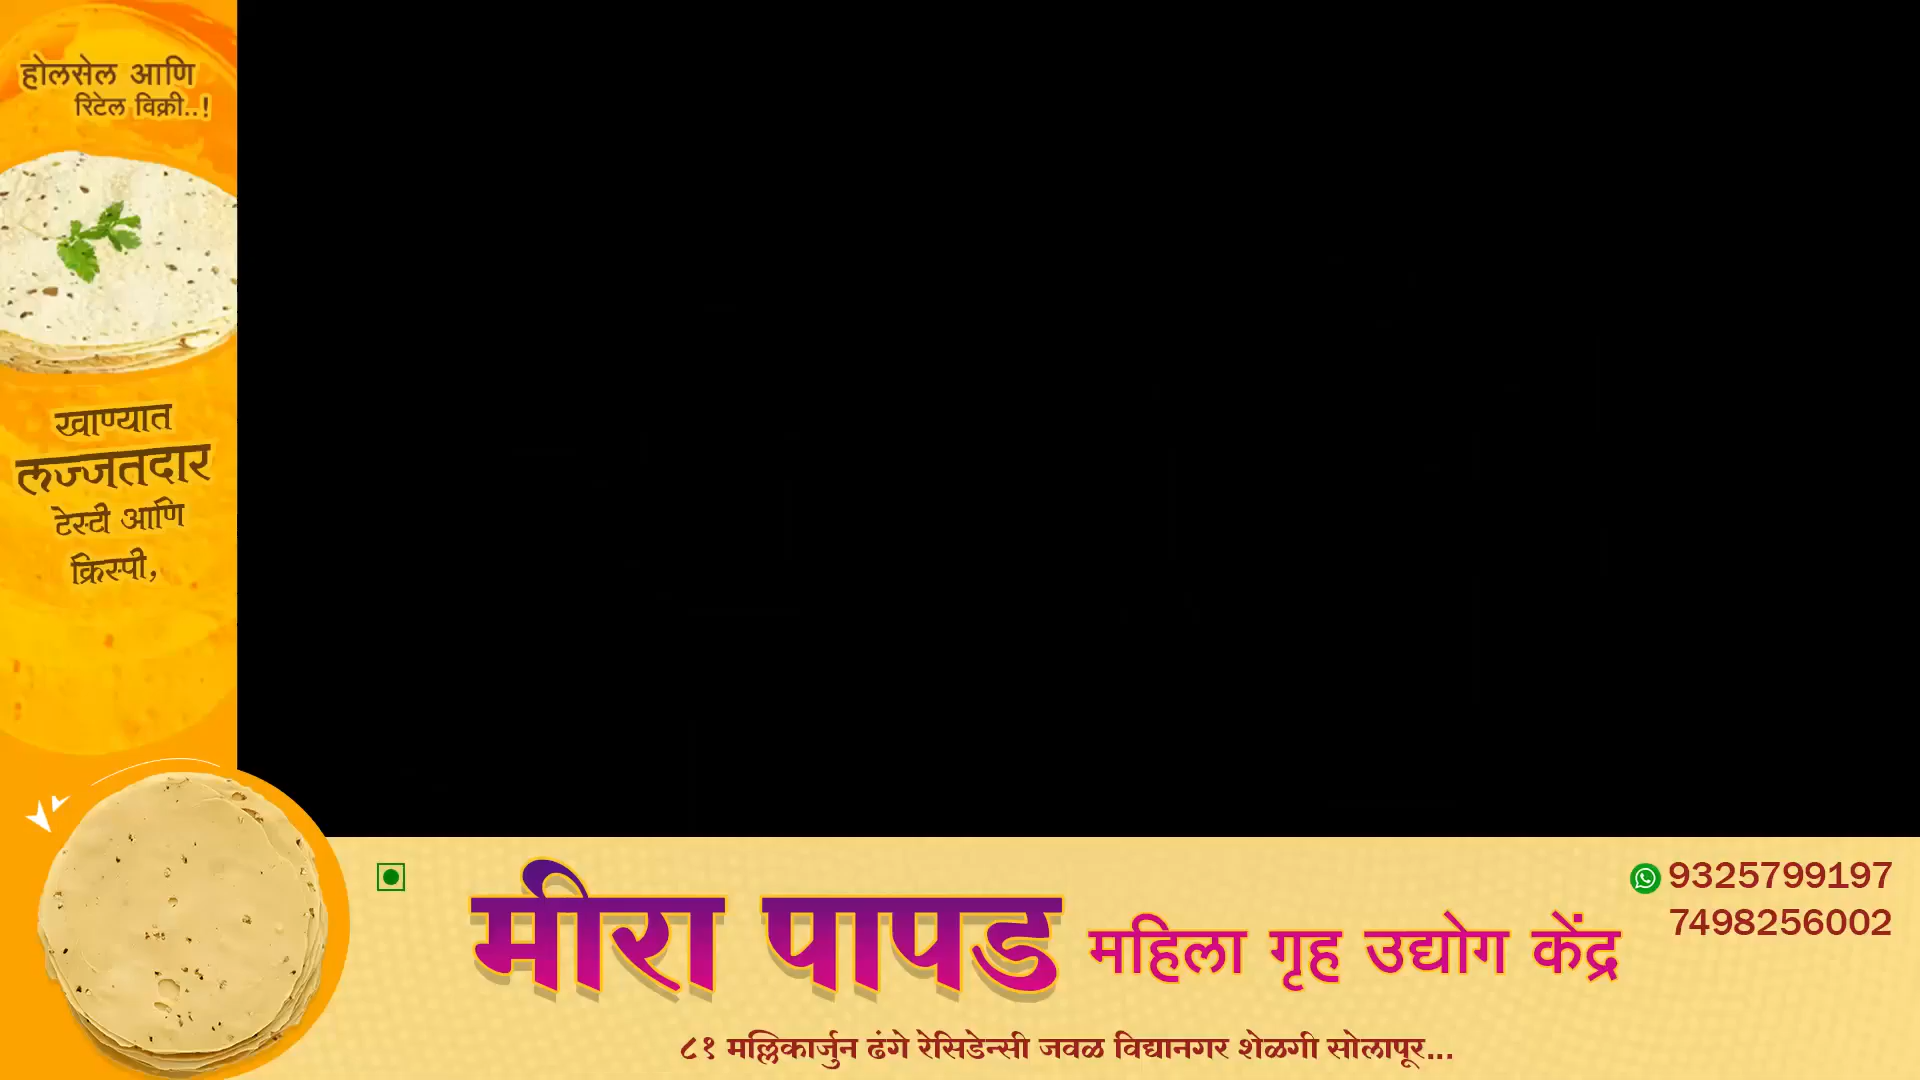 होलसेल आणि
रिटेल विक्री..!
खाण्यात
लज्जतदार
टेस्टी आणि
क्रिस्पी,
मीरा पापड महिला गृह उद्योग केंद्र
9325799197
7498256002
८१ मल्लिकार्जुन ढंगे रेसिडेन्सी जवळ विद्यानगर शेळगी सोलापूर...